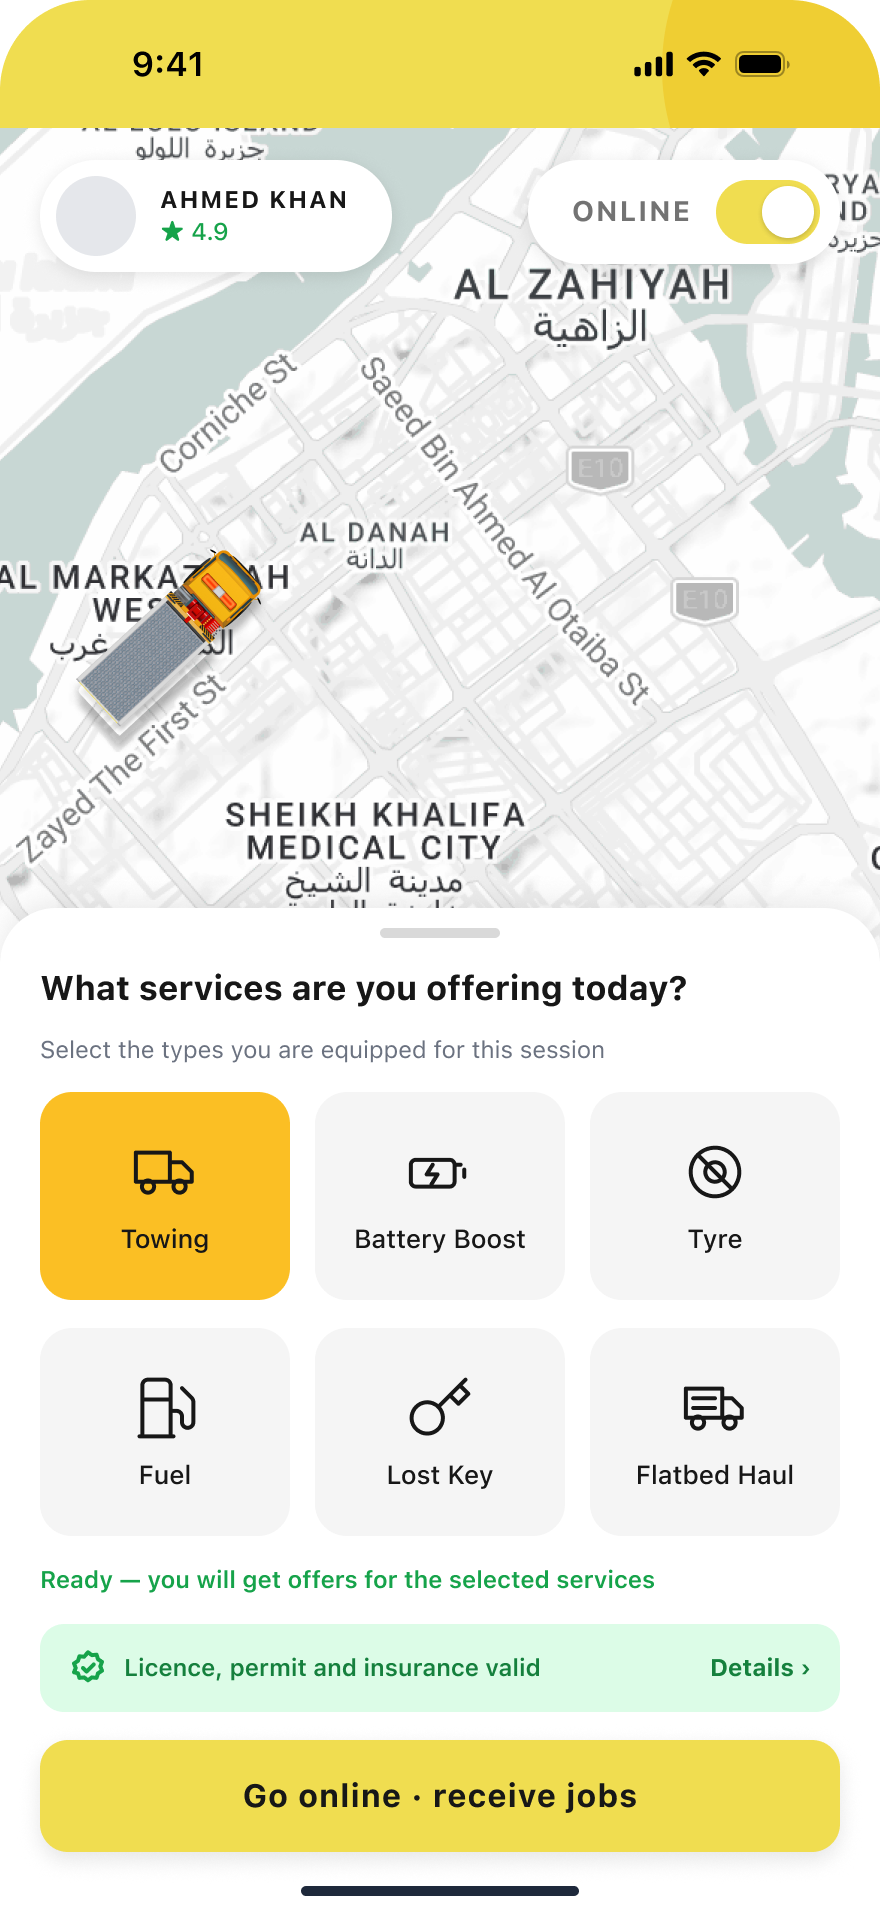 9:41
جزيرة اللولو
AHMED KHAN
4.9
ONLINE
AL ZAHIYAH
الزاهية
Corniche St
Saeed Bin Ahmed Al Otaiba St
E10
AL DANAH
الدانة
E10
WES
غرب
Zayed The First St
SHEIKH KHALIFA
MEDICAL CITY
مدينة الشيخ
What services are you offering today?
Select the types you are equipped for this session
Towing
Battery Boost
Tyre
Fuel
Lost Key
Flatbed Haul
Ready — you will get offers for the selected services
Licence, permit and insurance valid
Details ›
Go online · receive jobs